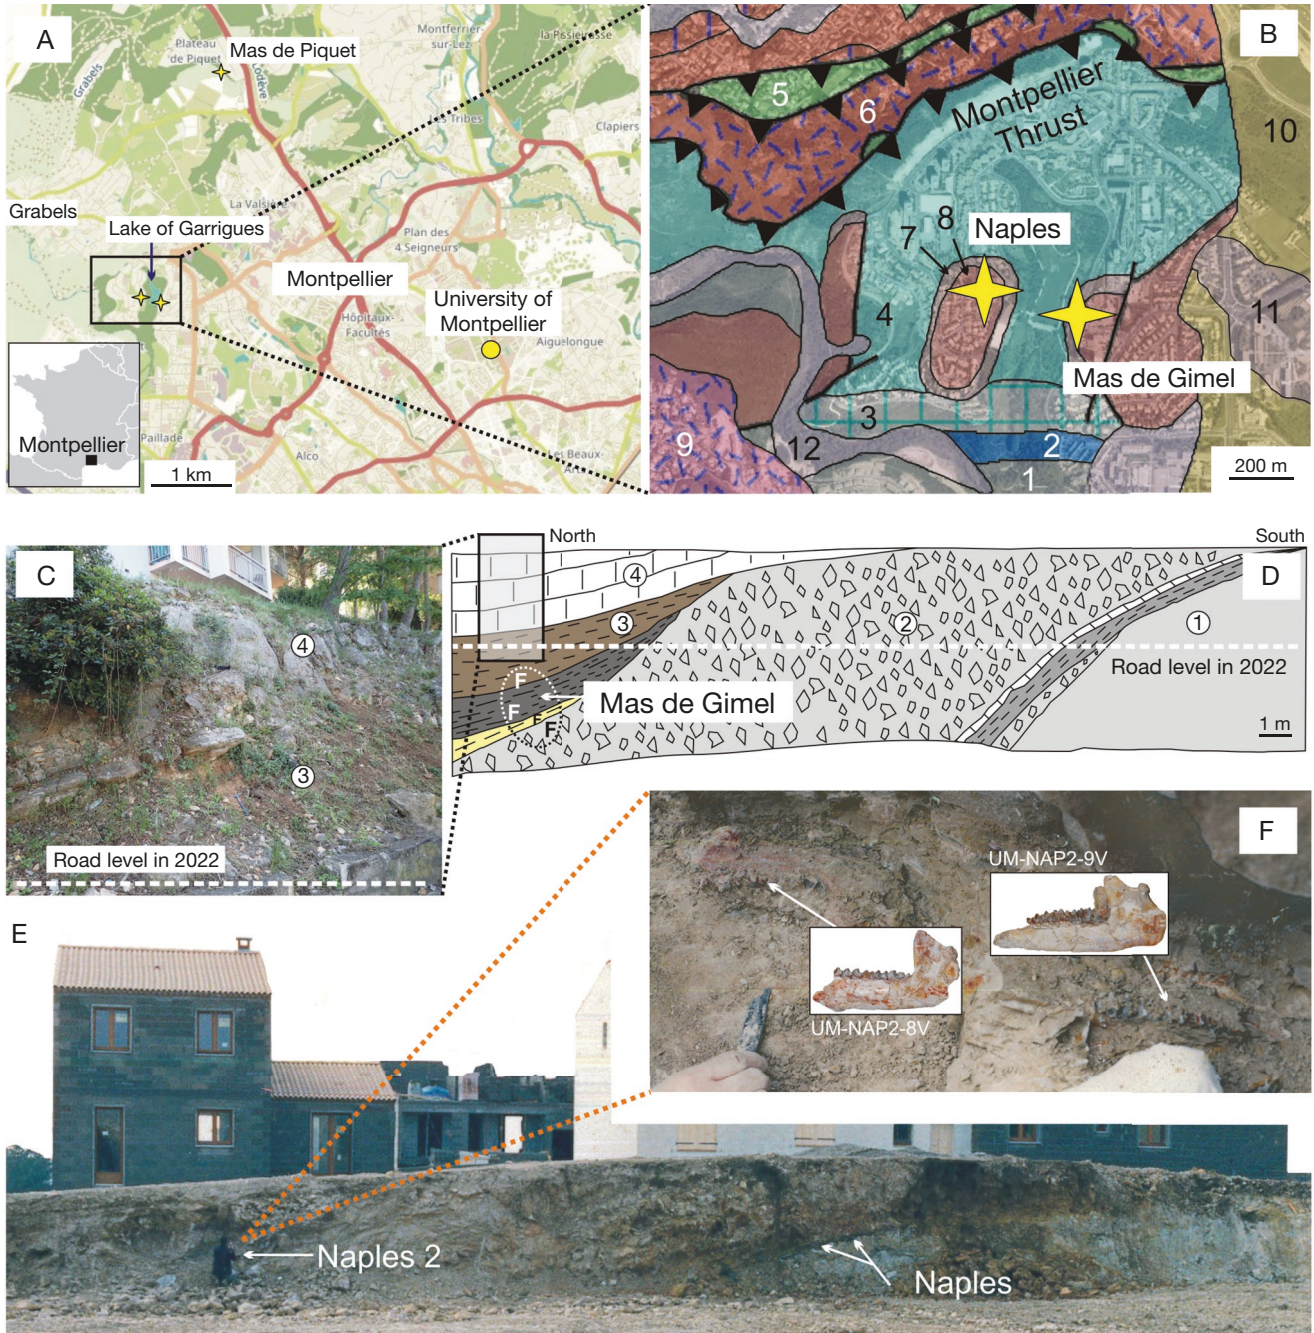 A
Plateau
de Piquet
Mas de Piquet
Montferrier-
sur-Lez
Grabels
Lodève
Les Tribes
Clapiers
La Valsière
Grabels
Lake of Garrigues
Plan des
4 Seigneurs
Montpellier
University of
Montpellier
Hôpitaux-
Facultés
Aiguelongue
Montpellier
Paillade
Alco
Les Beaux-
Arts
1 km
B
5
6
Montpellier
Thrust
10
7
8
Naples
4
11
Mas de Gimel
3
9
12
2
1
200 m
C
4
3
Road level in 2022
North
South
D
4
3
2
1
Road level in 2022
F
F
F
F
Mas de Gimel
1 m
E
F
UM-NAP2-9V
UM-NAP2-8V
Naples 2
Naples